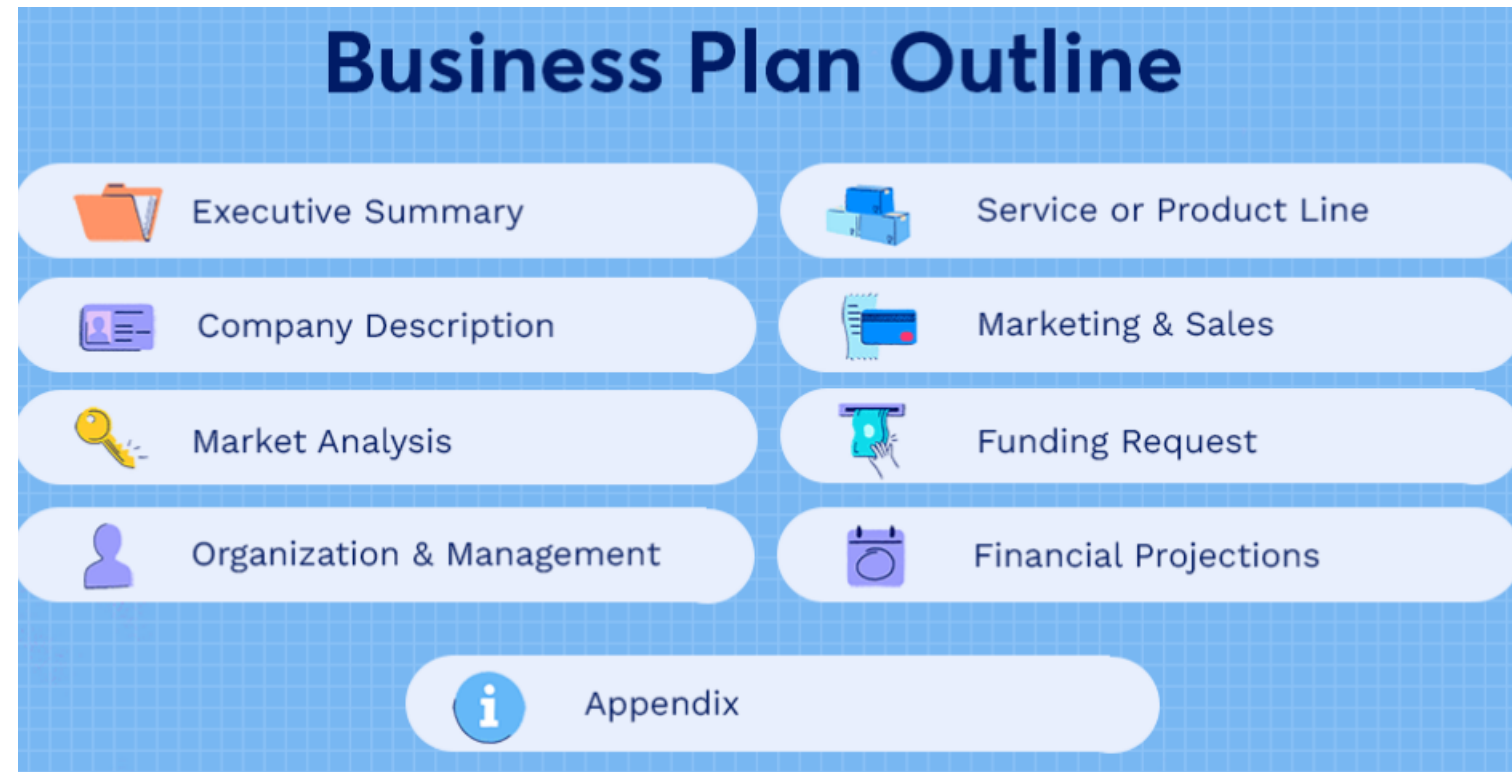 Business Plan Outline
Executive Summary
Company Description
Market Analysis
Organization & Management
Service or Product Line
Marketing & Sales
Funding Request
Financial Projections
Appendix